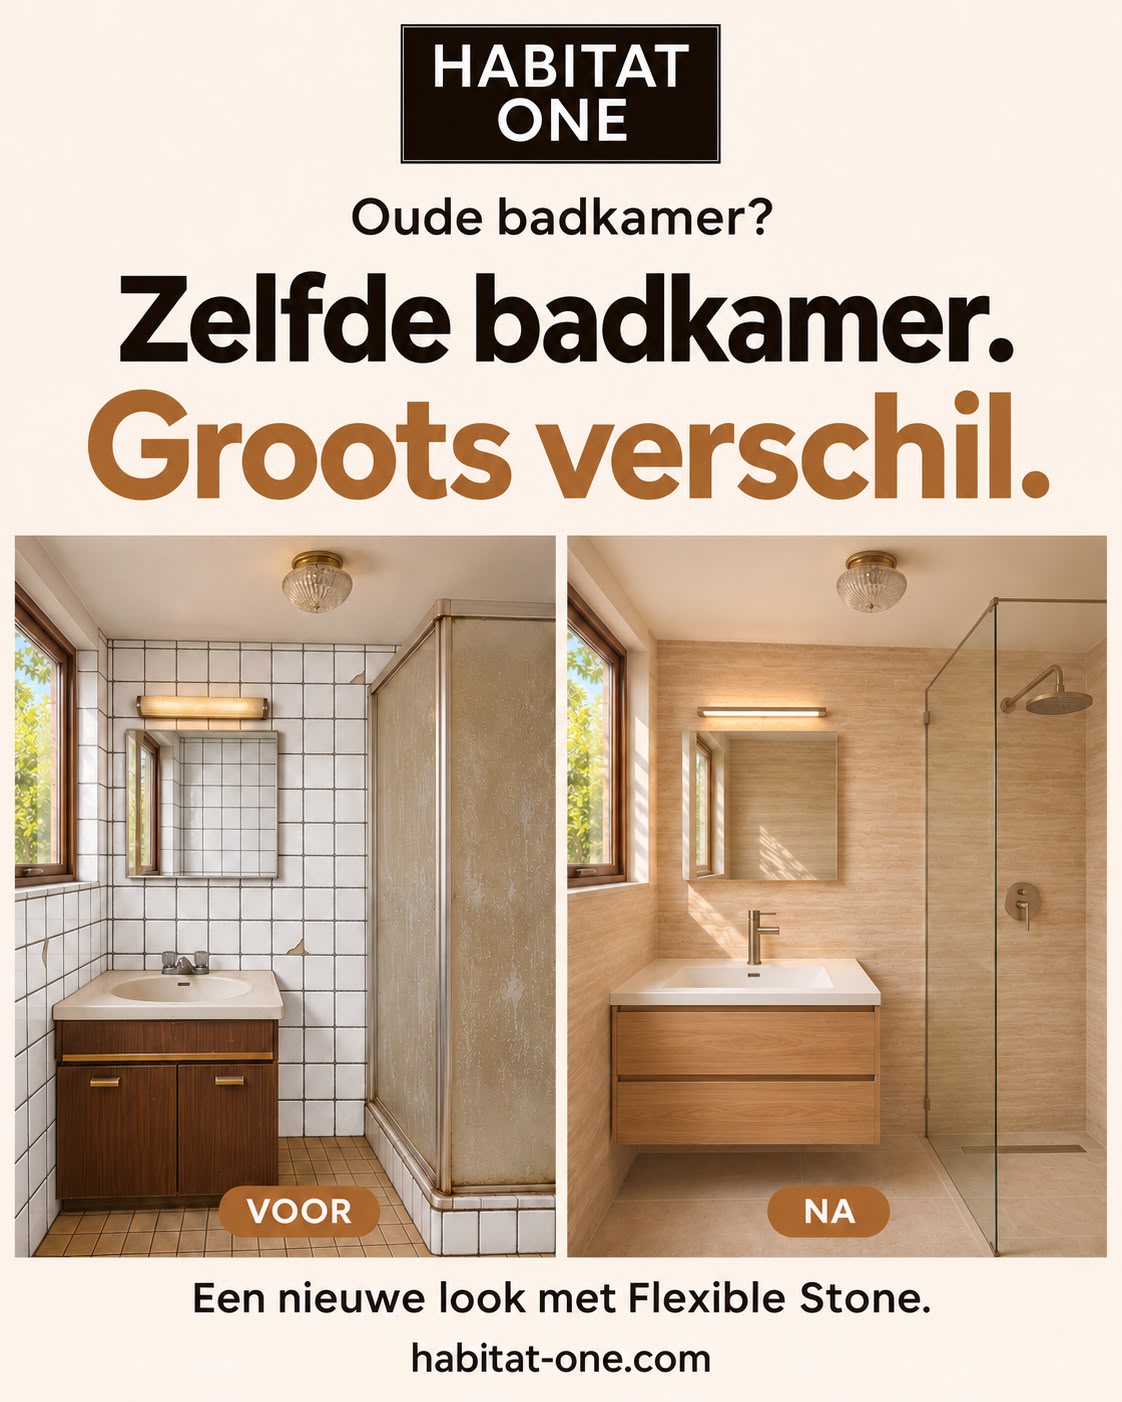 HABITAT
ONE
Oude badkamer?
Zelfde badkamer.
Groots verschil.
VOOR
NA
Een nieuwe look met Flexible Stone.
habitat-one.com